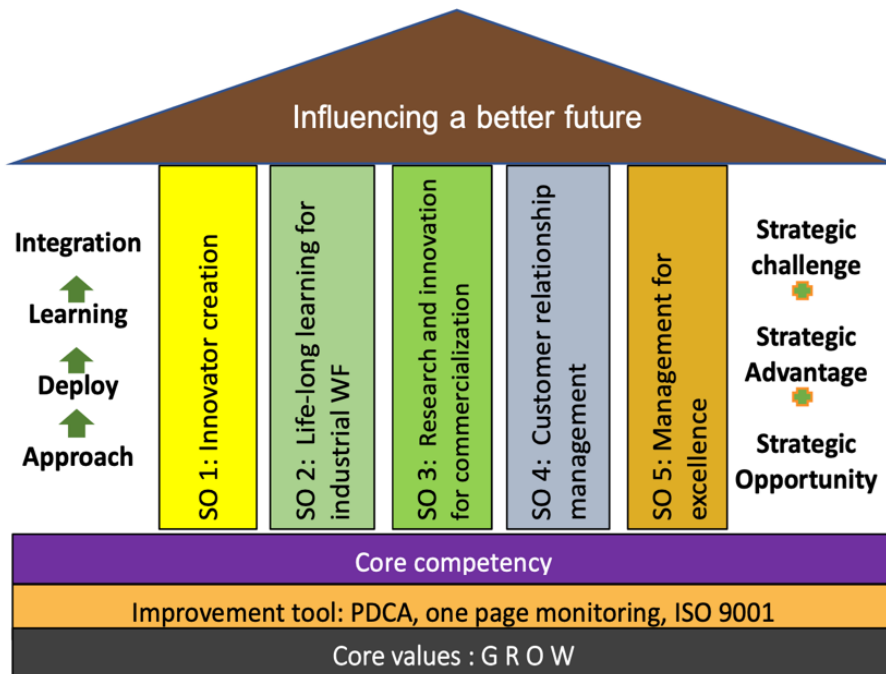 Influencing a better future
Integration
Learning
Deploy
Approach
SO 1: Innovator creation
SO 2: Life-long learning for
industrial WF
SO 3: Research and innovation
for commercialization
SO 4: Customer relationship
management
SO 5: Management for
excellence
Strategic
challenge
Strategic
Advantage
Strategic
Opportunity
Core competency
Improvement tool: PDCA, one page monitoring, ISO 9001
Core values : G R O W